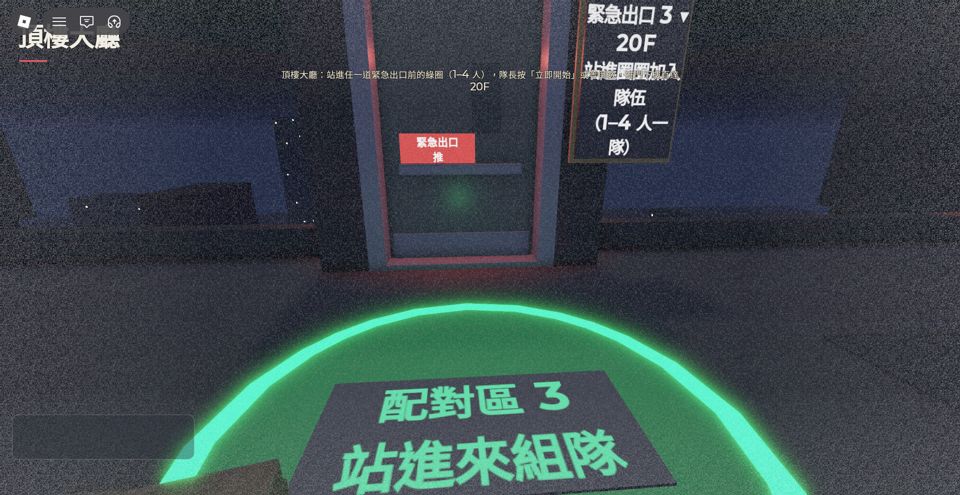 頂樓大廳
頂樓大廳：站進任一道緊急出口前的綠圈（1–4 人），隊長按「立即開始」
20F
緊急出口 3 ▼
20F
站進圈圈加入
隊伍
（1–4 人一
隊）
緊急出口
推
配對區 3
站進來組隊